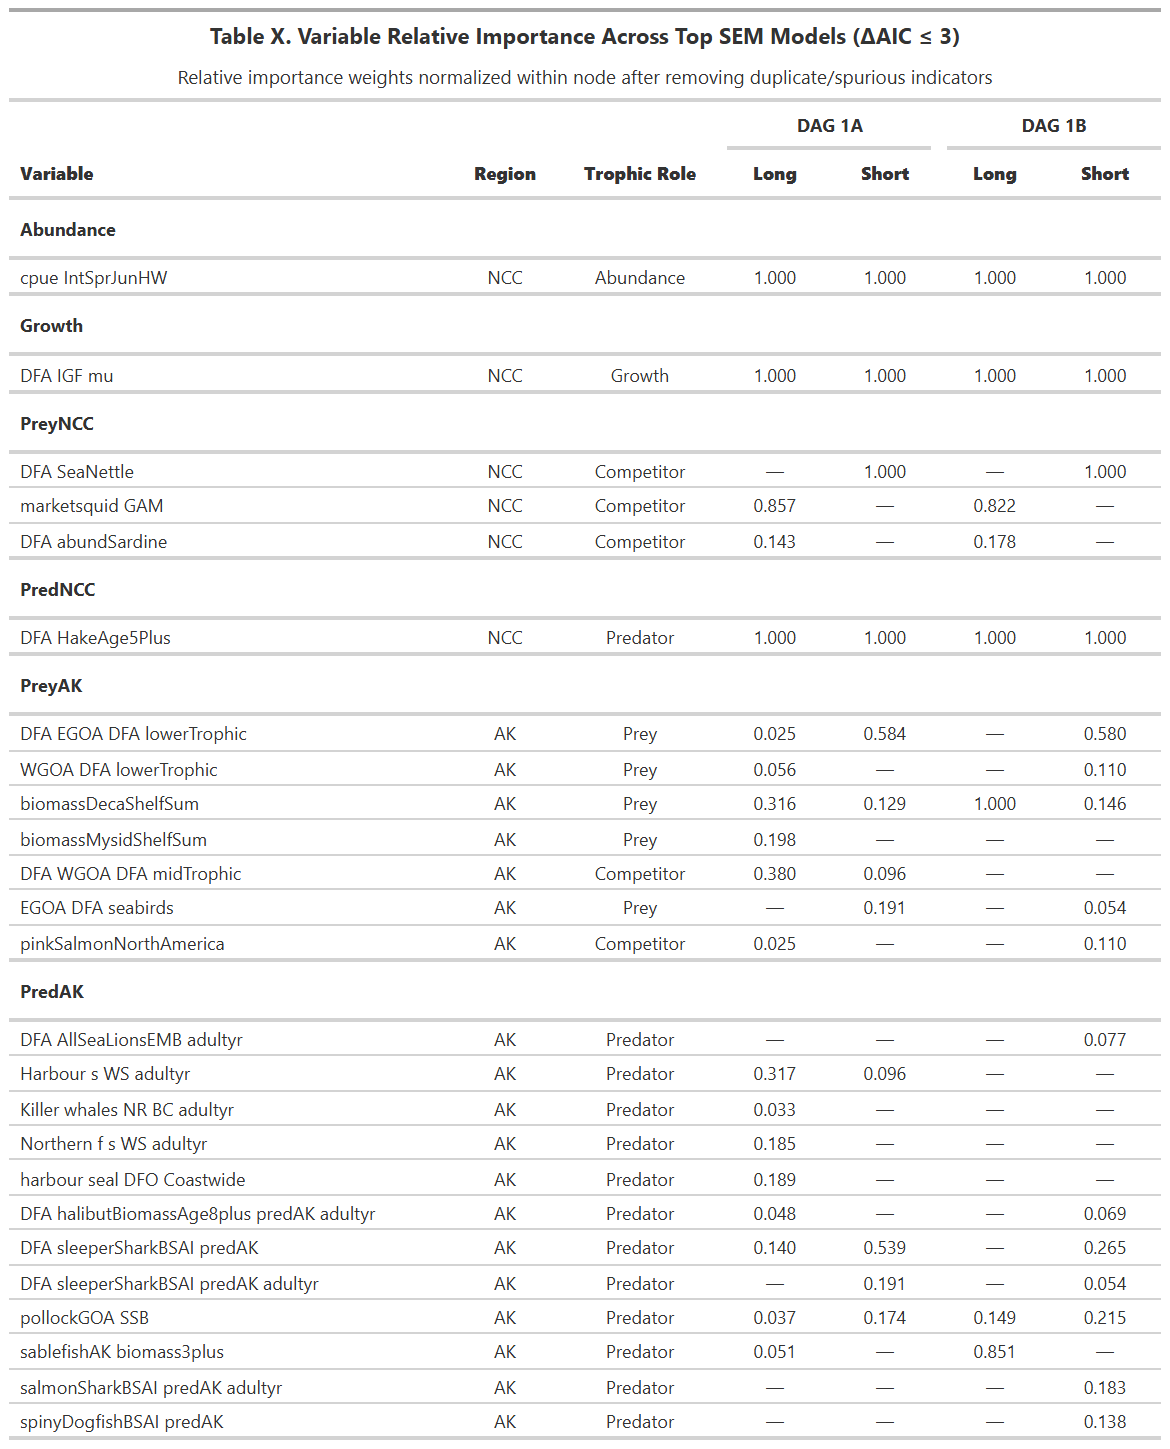 Table X. Variable Relative Importance Across Top SEM Models (ΔAIC ≤ 3)
Relative importance weights normalized within node after removing duplicate/spurious indicators
DAG 1A DAG 1B
Variable Region Trophic Role Long Short Long Short
Abundance
cpue IntSprJunHW NCC Abundance 1.000 1.000 1.000 1.000
Growth
DFA IGF mu NCC Growth 1.000 1.000 1.000 1.000
PreyNCC
DFA SeaNettle NCC Competitor — 1.000 — 1.000
marketsquid GAM NCC Competitor 0.857 — 0.822 —
DFA abundSardine NCC Competitor 0.143 — 0.178 —
PredNCC
DFA HakeAge5Plus NCC Predator 1.000 1.000 1.000 1.000
PreyAK
DFA EGOA DFA lowerTrophic AK Prey 0.025 0.584 — 0.580
WGOA DFA lowerTrophic AK Prey 0.056 — — 0.110
biomassDecaShelfSum AK Prey 0.316 0.129 1.000 0.146
biomassMysidShelfSum AK Prey 0.198 — — —
DFA WGOA DFA midTrophic AK Competitor 0.380 0.096 — —
EGOA DFA seabirds AK Prey — 0.191 — 0.054
pinkSalmonNorthAmerica AK Competitor 0.025 — — 0.110
PredAK
DFA AllSeaLionsEMB adultyr AK Predator — — — 0.077
Harbour s WS adultyr AK Predator 0.317 0.096 — —
Killer whales NR BC adultyr AK Predator 0.033 — — —
Northern f s WS adultyr AK Predator 0.185 — — —
harbour seal DFO Coastwide AK Predator 0.189 — — —
DFA halibutBiomassAge8plus predAK adultyr AK Predator 0.048 — — 0.069
DFA sleeperSharkBSAI predAK AK Predator 0.140 0.539 — 0.265
DFA sleeperSharkBSAI predAK adultyr AK Predator — 0.191 — 0.054
pollockGOA SSB AK Predator 0.037 0.174 0.149 0.215
sablefishAK biomass3plus AK Predator 0.051 — 0.851 —
salmonSharkBSAI predAK adultyr AK Predator — — — 0.183
spinyDogfishBSAI predAK AK Predator — — — 0.138